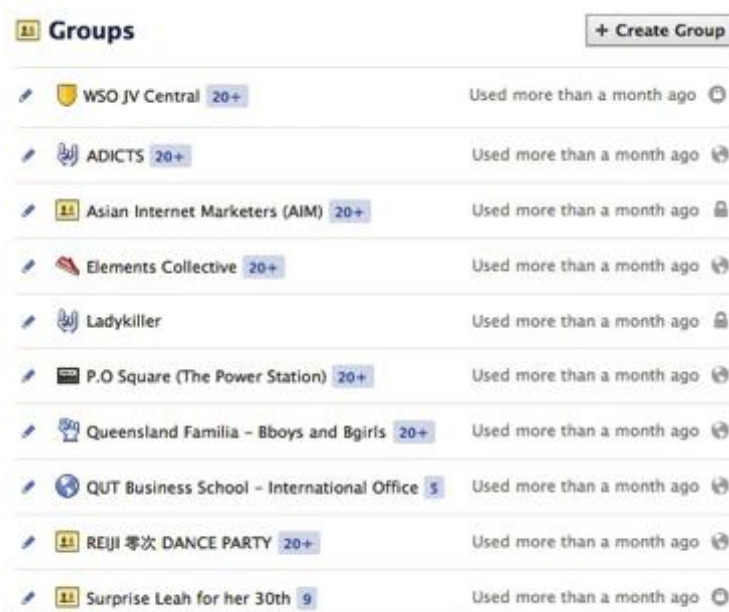 Groups
+ Create Group
WSO JV Central 20+ Used more than a month ago
ADICTS 20+ Used more than a month ago
Asian Internet Marketers (AIM) 20+ Used more than a month ago
Elements Collective 20+ Used more than a month ago
Ladykiller Used more than a month ago
P.O Square (The Power Station) 20+ Used more than a month ago
Queensland Familia – Bboys and Bgirls 20+ Used more than a month ago
QUT Business School – International Office 5 Used more than a month ago
REIJI 零次 DANCE PARTY 20+ Used more than a month ago
Surprise Leah for her 30th 9 Used more than a month ago